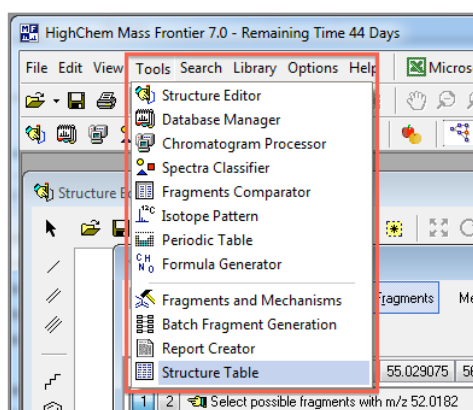 HighChem Mass Frontier 7.0 - Remaining Time 44 Days
File Edit View Tools Search Library Options Help
Structure Editor
Database Manager
Chromatogram Processor
Spectra Classifier
Fragments Comparator
Isotope Pattern
Periodic Table
Formula Generator
Fragments and Mechanisms
Batch Fragment Generation
Report Creator
Structure Table
Structure
Fragments
55.029075
1 2 Select possible fragments with m/z 52.0182